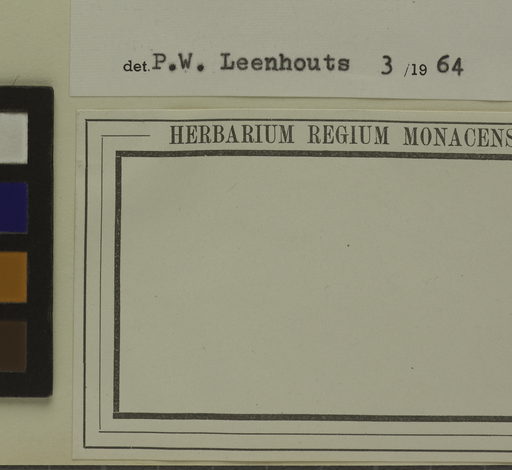 det. P.W. Leenhouts 3 /19 64
HERBARIUM REGIUM MONACENS